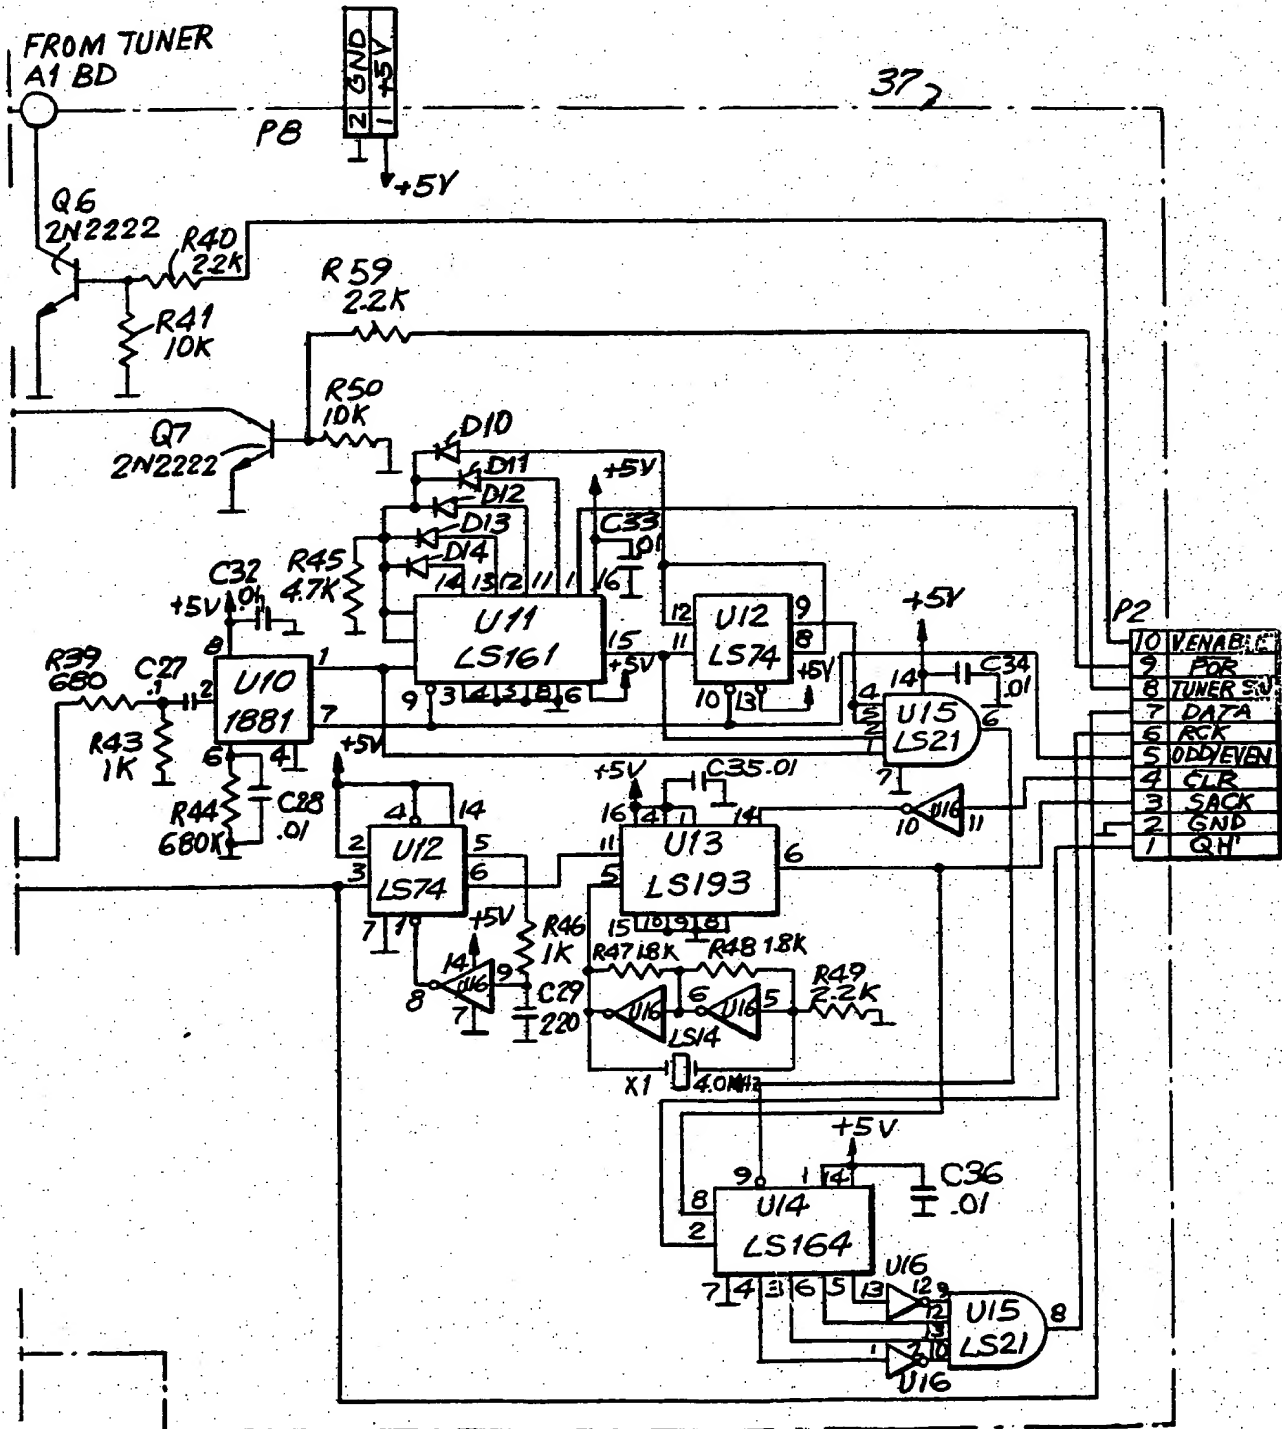 FROM TUNER
A1 BD
2 GND
1 +5V
37
P8
+5V
Q6
2N2222
R40
22K
R59
2.2K
R41
10K
R50
10K
Q7
2N2222
D10
D11
D12
D13
D14
+5V
C33
.01
R45
4.7K
C32
.01
+5V
14 13 12 11 1 16
U11
LS161
15
+5V
9 3 4 5 8 6
12
11
U12
LS74
9
8
10 13
+5V
+5V
P2
10 V.ENABLE
9 POR
8 TUNER SW
7 DATA
6 RCK
5 ODD/EVEN
4 CLR
3 SACK
2 GND
1 QH'
R39
680
C27
.1
8
2
U10
1881
1
7
6 4
R43
1K
R44
680K
C28
.01
14
C34
.01
4
5
2
1
U15
LS21
6
7
+5V
4 14
2
3
U12
LS74
5
6
7 1
+5V
C35 .01
16 4 1 14
11
5
U13
LS193
6
15 10 9 8
10 U16 11
+5V
R46
1K
14
8 U16 9
7
C29
220
R47 1.8K
R48 1.8K
R49
2.2K
U16
6 U16 5
LS14
X1
4.0MHZ
+5V
9 1 14
C36
.01
8
2
U14
LS164
7 4 3 6 5 13
U16
12
9
12
13
10
U15
LS21
8
1 2
U16